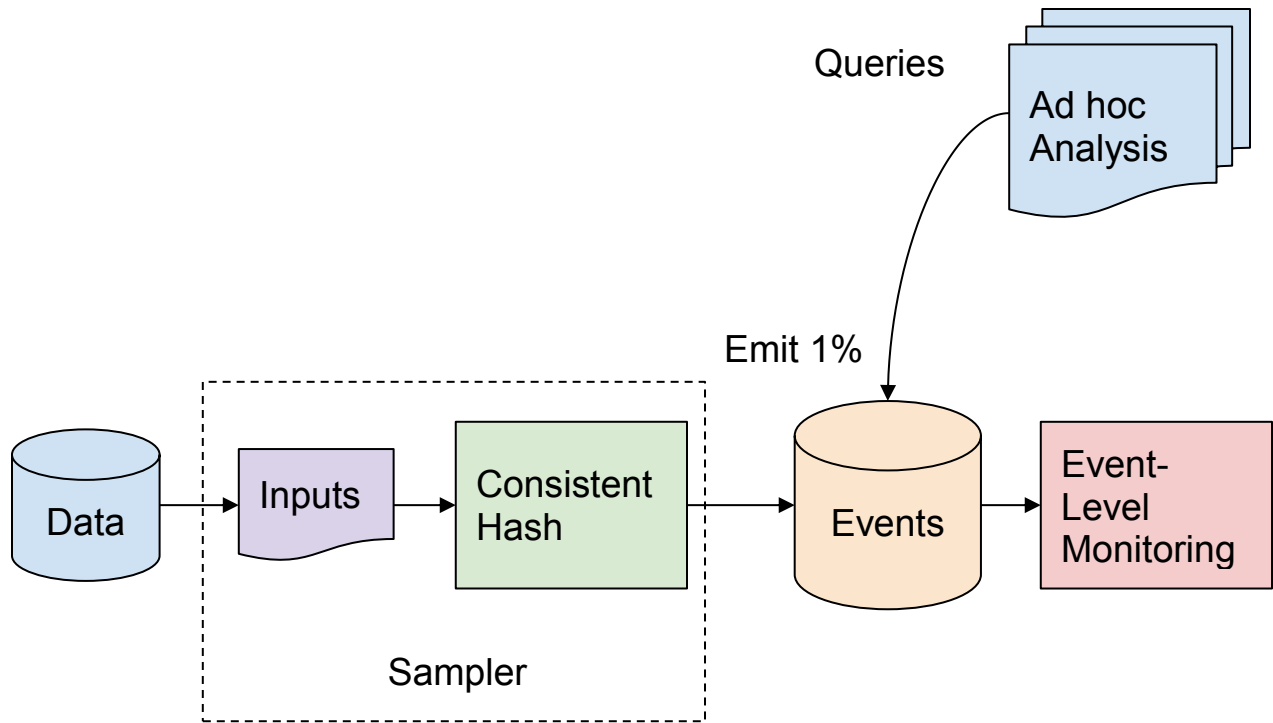 Queries
Ad hoc
Analysis
Emit 1%
Data
Inputs
Consistent
Hash
Events
Event-
Level
Monitoring
Sampler